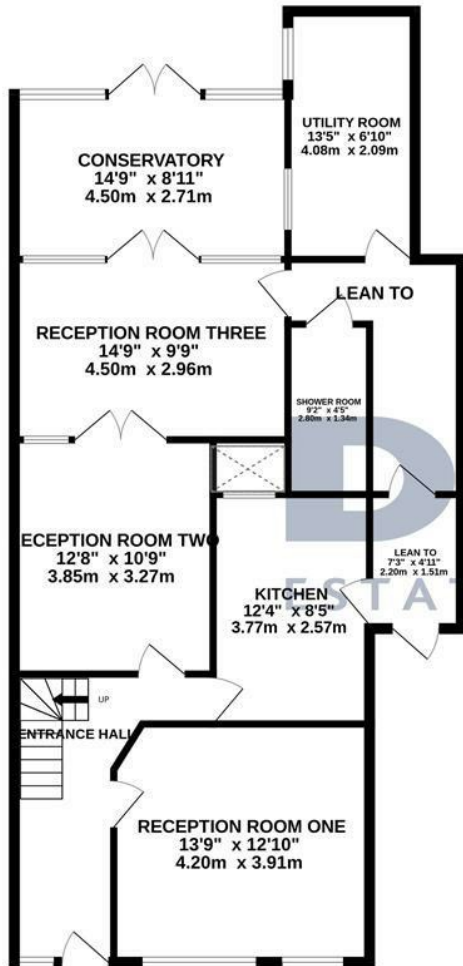 UTILITY ROOM
13'5" x 6'10"
4.08m x 2.09m
CONSERVATORY
14'9" x 8'11"
4.50m x 2.71m
LEAN TO
RECEPTION ROOM THREE
14'9" x 9'9"
4.50m x 2.96m
SHOWER ROOM
9'2" x 4'5"
2.80m x 1.34m
D
ECEPTION ROOM TWO
12'8" x 10'9"
3.85m x 3.27m
LEAN TO
7'3" x 4'11"
2.20m x 1.51m
ESTAT
KITCHEN
12'4" x 8'5"
3.77m x 2.57m
UP
ENTRANCE HALL
RECEPTION ROOM ONE
13'9" x 12'10"
4.20m x 3.91m